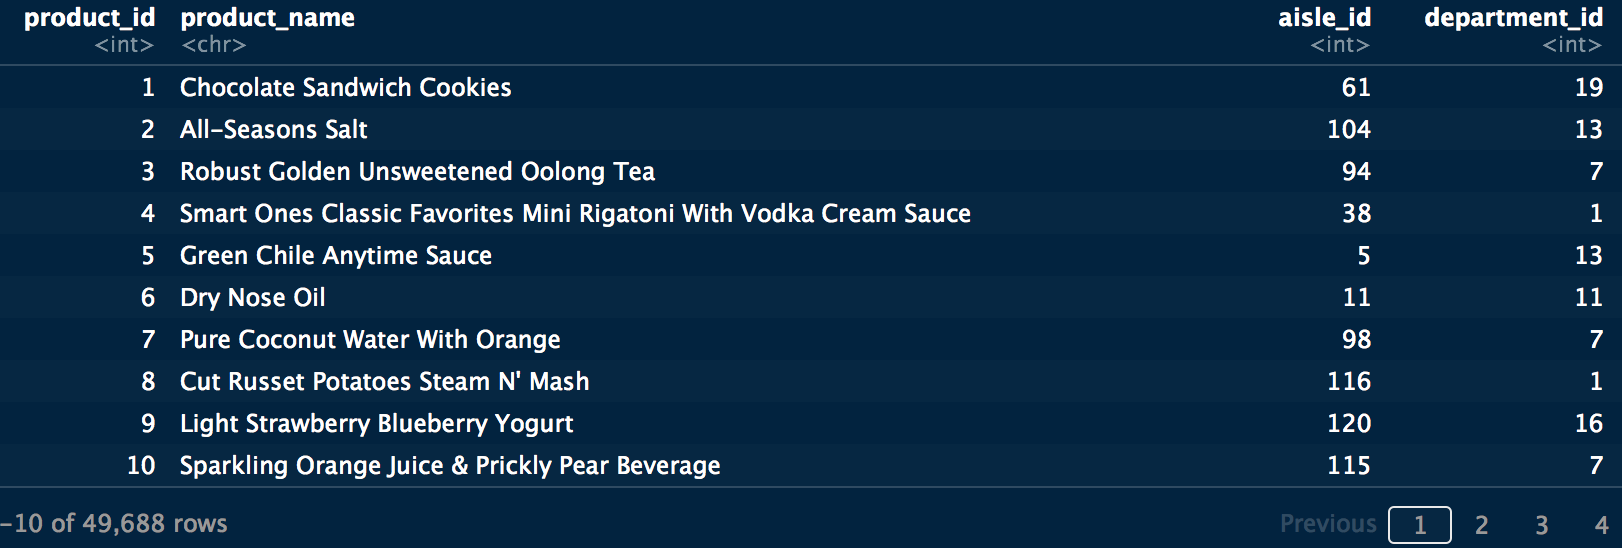 product_id product_name aisle_id department_id
<int> <chr> <int> <int>
1 Chocolate Sandwich Cookies 61 19
2 All-Seasons Salt 104 13
3 Robust Golden Unsweetened Oolong Tea 94 7
4 Smart Ones Classic Favorites Mini Rigatoni With Vodka Cream Sauce 38 1
5 Green Chile Anytime Sauce 5 13
6 Dry Nose Oil 11 11
7 Pure Coconut Water With Orange 98 7
8 Cut Russet Potatoes Steam N' Mash 116 1
9 Light Strawberry Blueberry Yogurt 120 16
10 Sparkling Orange Juice & Prickly Pear Beverage 115 7
-10 of 49,688 rows Previous 1 2 3 4